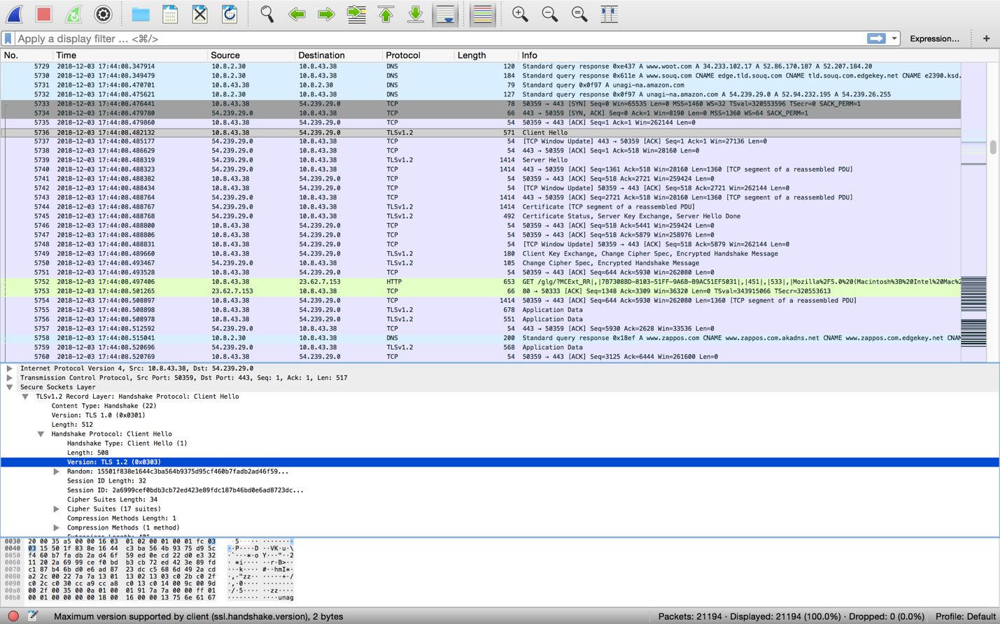 Apply a display filter ... <⌘/>
Expression... +
No. Time Source Destination Protocol Length Info
5729 2018-12-03 17:44:08.347914 10.8.2.30 10.8.43.38 DNS 120 Standard query response 0xe437 A www.woot.com A 34.233.102.17 A 52.86.170.187 A 52.207.184.20
5730 2018-12-03 17:44:08.349479 10.8.2.30 10.8.43.38 DNS 184 Standard query response 0x611e A www.souq.com CNAME edge.tld.souq.com CNAME tld.souq.com.edgekey.net CNAME e2390.ksd.
5731 2018-12-03 17:44:08.470701 10.8.43.38 10.8.2.30 DNS 79 Standard query 0x0f97 A unagi-na.amazon.com
5732 2018-12-03 17:44:08.475621 10.8.2.30 10.8.43.38 DNS 127 Standard query response 0x0f97 A unagi-na.amazon.com A 54.239.29.0 A 52.94.232.195 A 54.239.26.255
5733 2018-12-03 17:44:08.476441 10.8.43.38 54.239.29.0 TCP 78 50359 → 443 [SYN] Seq=0 Win=65535 Len=0 MSS=1460 WS=32 TSval=320553596 TSecr=0 SACK_PERM=1
5734 2018-12-03 17:44:08.479780 54.239.29.0 10.8.43.38 TCP 66 443 → 50359 [SYN, ACK] Seq=0 Ack=1 Win=8190 Len=0 MSS=1360 WS=64 SACK_PERM=1
5735 2018-12-03 17:44:08.479860 10.8.43.38 54.239.29.0 TCP 54 50359 → 443 [ACK] Seq=1 Ack=1 Win=262144 Len=0
5736 2018-12-03 17:44:08.482132 10.8.43.38 54.239.29.0 TLSv1.2 571 Client Hello
5737 2018-12-03 17:44:08.485177 54.239.29.0 10.8.43.38 TCP 54 [TCP Window Update] 443 → 50359 [ACK] Seq=1 Ack=1 Win=27136 Len=0
5738 2018-12-03 17:44:08.486629 54.239.29.0 10.8.43.38 TCP 54 443 → 50359 [ACK] Seq=1 Ack=518 Win=28160 Len=0
5739 2018-12-03 17:44:08.488319 54.239.29.0 10.8.43.38 TLSv1.2 1414 Server Hello
5740 2018-12-03 17:44:08.488323 54.239.29.0 10.8.43.38 TCP 1414 443 → 50359 [ACK] Seq=1361 Ack=518 Win=28160 Len=1360 [TCP segment of a reassembled PDU]
5741 2018-12-03 17:44:08.488382 10.8.43.38 54.239.29.0 TCP 54 50359 → 443 [ACK] Seq=518 Ack=2721 Win=259424 Len=0
5742 2018-12-03 17:44:08.488434 10.8.43.38 54.239.29.0 TCP 54 [TCP Window Update] 50359 → 443 [ACK] Seq=518 Ack=2721 Win=262144 Len=0
5743 2018-12-03 17:44:08.488764 54.239.29.0 10.8.43.38 TCP 1414 443 → 50359 [ACK] Seq=2721 Ack=518 Win=28160 Len=1360 [TCP segment of a reassembled PDU]
5744 2018-12-03 17:44:08.488767 54.239.29.0 10.8.43.38 TLSv1.2 1414 Certificate [TCP segment of a reassembled PDU]
5745 2018-12-03 17:44:08.488768 54.239.29.0 10.8.43.38 TLSv1.2 492 Certificate Status, Server Key Exchange, Server Hello Done
5746 2018-12-03 17:44:08.488800 10.8.43.38 54.239.29.0 TCP 54 50359 → 443 [ACK] Seq=518 Ack=5441 Win=259424 Len=0
5747 2018-12-03 17:44:08.488806 10.8.43.38 54.239.29.0 TCP 54 50359 → 443 [ACK] Seq=518 Ack=5879 Win=258976 Len=0
5748 2018-12-03 17:44:08.488831 10.8.43.38 54.239.29.0 TCP 54 [TCP Window Update] 50359 → 443 [ACK] Seq=518 Ack=5879 Win=262144 Len=0
5749 2018-12-03 17:44:08.489660 10.8.43.38 54.239.29.0 TLSv1.2 180 Client Key Exchange, Change Cipher Spec, Encrypted Handshake Message
5750 2018-12-03 17:44:08.493467 54.239.29.0 10.8.43.38 TLSv1.2 105 Change Cipher Spec, Encrypted Handshake Message
5751 2018-12-03 17:44:08.493528 10.8.43.38 54.239.29.0 TCP 54 50359 → 443 [ACK] Seq=644 Ack=5930 Win=262080 Len=0
5752 2018-12-03 17:44:08.497406 10.8.43.38 23.62.7.153 HTTP 653 GET /glg/?MCExt_RR|,|7B7308BD-8103-51FF-9A6B-B9AC51EF5031|,|451|,|533|,|Mozilla%2F5.0%20(Macintosh%3B%20Intel%20Mac%2
5753 2018-12-03 17:44:08.501265 23.62.7.153 10.8.43.38 TCP 66 80 → 50333 [ACK] Seq=1348 Ack=3309 Win=36320 Len=0 TSval=343915066 TSecr=320553613
5754 2018-12-03 17:44:08.508897 10.8.43.38 54.239.29.0 TCP 1414 50359 → 443 [ACK] Seq=644 Ack=5930 Win=262080 Len=1360 [TCP segment of a reassembled PDU]
5755 2018-12-03 17:44:08.508898 10.8.43.38 54.239.29.0 TLSv1.2 678 Application Data
5756 2018-12-03 17:44:08.508978 10.8.43.38 54.239.29.0 TLSv1.2 551 Application Data
5757 2018-12-03 17:44:08.512592 54.239.29.0 10.8.43.38 TCP 54 443 → 50359 [ACK] Seq=5930 Ack=2628 Win=33536 Len=0
5758 2018-12-03 17:44:08.515041 10.8.2.30 10.8.43.38 DNS 200 Standard query response 0x18ef A www.zappos.com CNAME www.zappos.com.akadns.net CNAME www.zappos.com.edgekey.net CNAM
5759 2018-12-03 17:44:08.520696 54.239.29.0 10.8.43.38 TLSv1.2 568 Application Data
5760 2018-12-03 17:44:08.520769 10.8.43.38 54.239.29.0 TCP 54 50359 → 443 [ACK] Seq=3125 Ack=6444 Win=261600 Len=0
Internet Protocol Version 4, Src: 10.8.43.38, Dst: 54.239.29.0
Transmission Control Protocol, Src Port: 50359, Dst Port: 443, Seq: 1, Ack: 1, Len: 517
Secure Sockets Layer
TLSv1.2 Record Layer: Handshake Protocol: Client Hello
Content Type: Handshake (22)
Version: TLS 1.0 (0x0301)
Length: 512
Handshake Protocol: Client Hello
Handshake Type: Client Hello (1)
Length: 508
Version: TLS 1.2 (0x0303)
Random: 15501f838e1644c3ba564b9375d95cf460b7fadb2ad46f59...
Session ID Length: 32
Session ID: 2a6999cef0bdb3cb72ed423e89fdc187b46bd0e6ad8723dc...
Cipher Suites Length: 34
Cipher Suites (17 suites)
Compression Methods Length: 1
Compression Methods (1 method)
Extensions Length: 401
0030 20 00 35 a5 00 00 16 03 01 02 00 01 00 01 fc 03 ·5····· ········
0040 03 15 50 1f 83 8e 16 44 c3 ba 56 4b 93 75 d9 5c ··P····D ··VK·u·\
0050 f4 60 b7 fa db 2a d4 6f 59 ed 0e cd 22 d0 e3 32 ·`···*·o Y···"··2
0060 11 20 2a 69 99 ce f0 bd b3 cb 72 ed 42 3e 89 fd · *i···· ··r·B>··
0070 c1 87 b4 6b d0 e6 ad 87 23 dc c5 68 6d 49 2a cd ···k···· #··hmI*·
0080 a2 2c 00 22 7a 7a 13 01 13 02 13 03 c0 2b c0 2f ·,·"zz·· ·····+·/
0090 c0 2c c0 30 cc a9 cc a8 c0 13 c0 14 00 9c 00 9d ·,·0···· ········
00a0 00 2f 00 35 00 0a 01 00 01 91 7a 7a 00 00 ff 01 ·/·5···· ··zz····
00b0 00 01 00 00 00 00 18 00 16 00 00 13 75 6e 61 67 ········ ····unag
Maximum version supported by client (ssl.handshake.version), 2 bytes
Packets: 21194 · Displayed: 21194 (100.0%) · Dropped: 0 (0.0%) Profile: Default